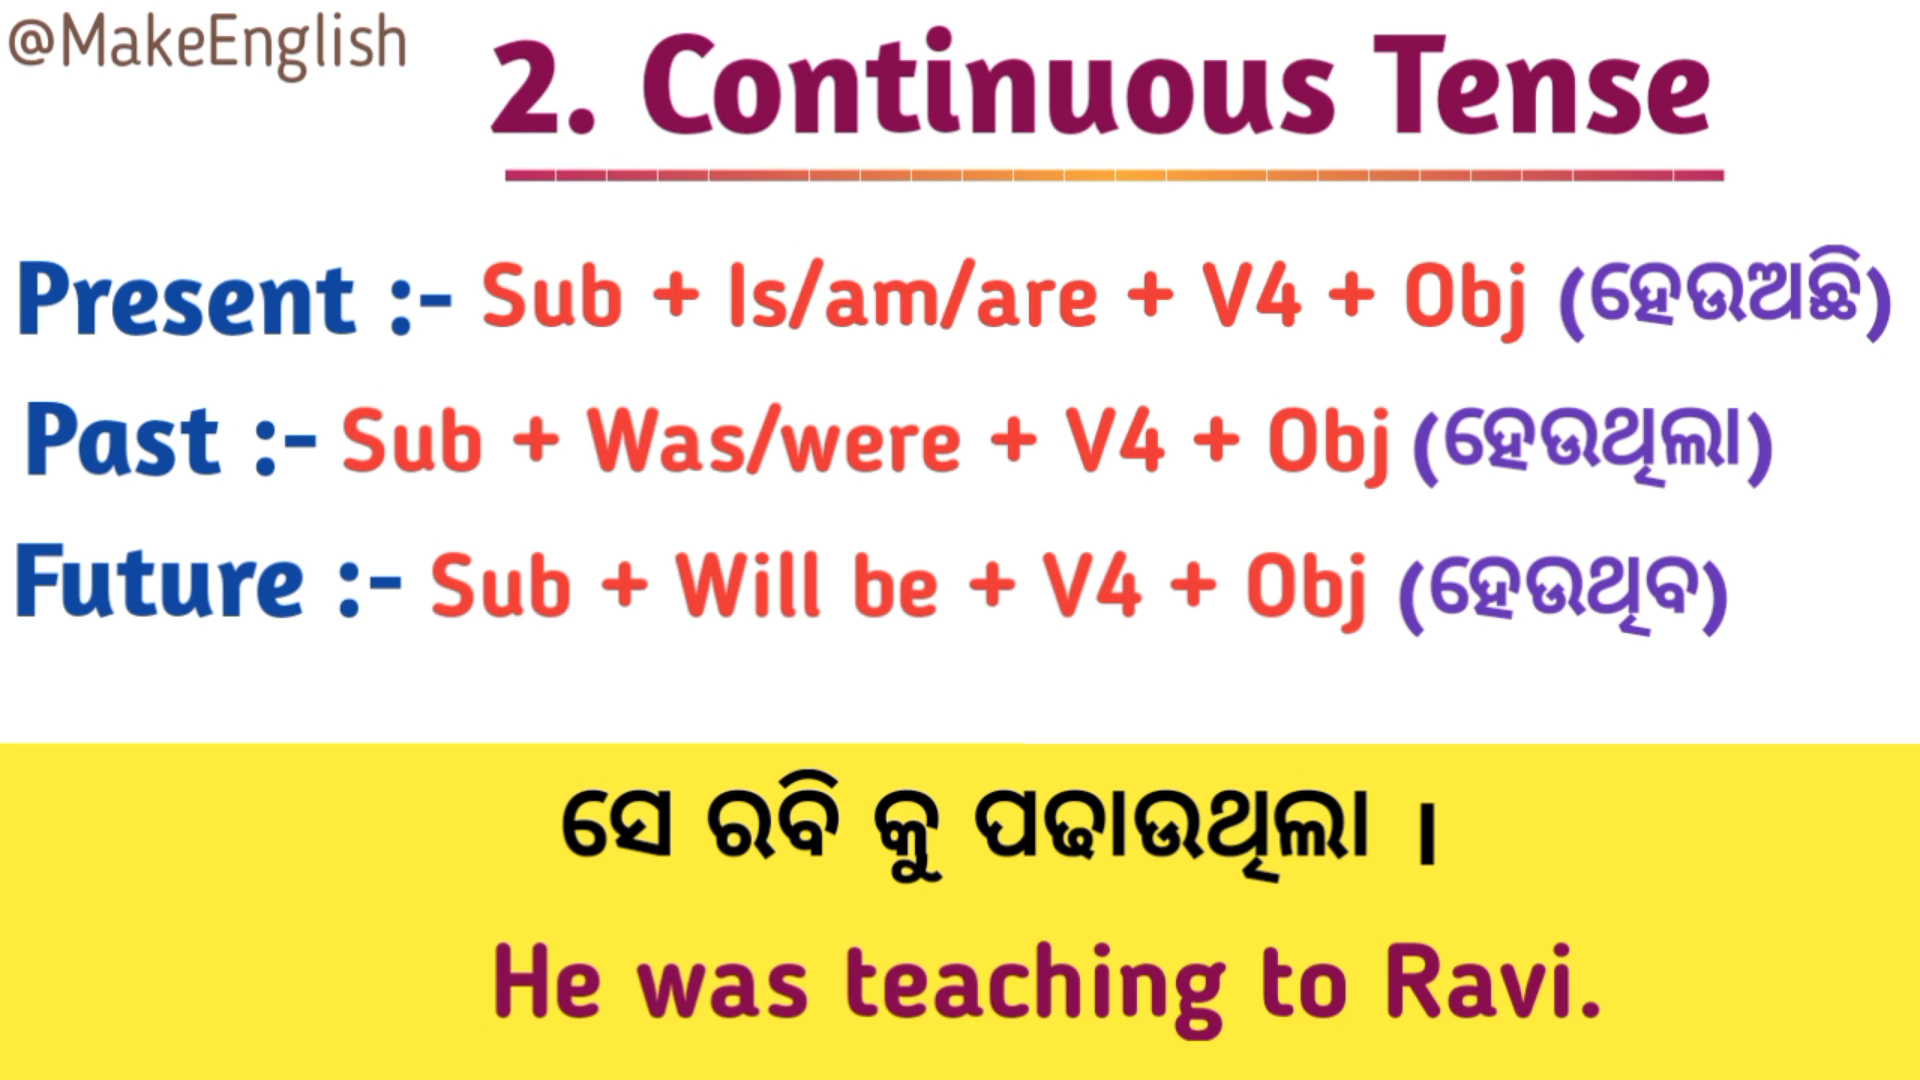 @MakeEnglish
2. Continuous Tense
Present :- Sub + Is/am/are + V4 + Obj (ହେଉଅଛି)
Past :- Sub + Was/were + V4 + Obj (ହେଉଥିଲା)
Future :- Sub + Will be + V4 + Obj (ହେଉଥିବ)
ସେ ରବି କୁ ପଢାଉଥିଲା ।
He was teaching to Ravi.